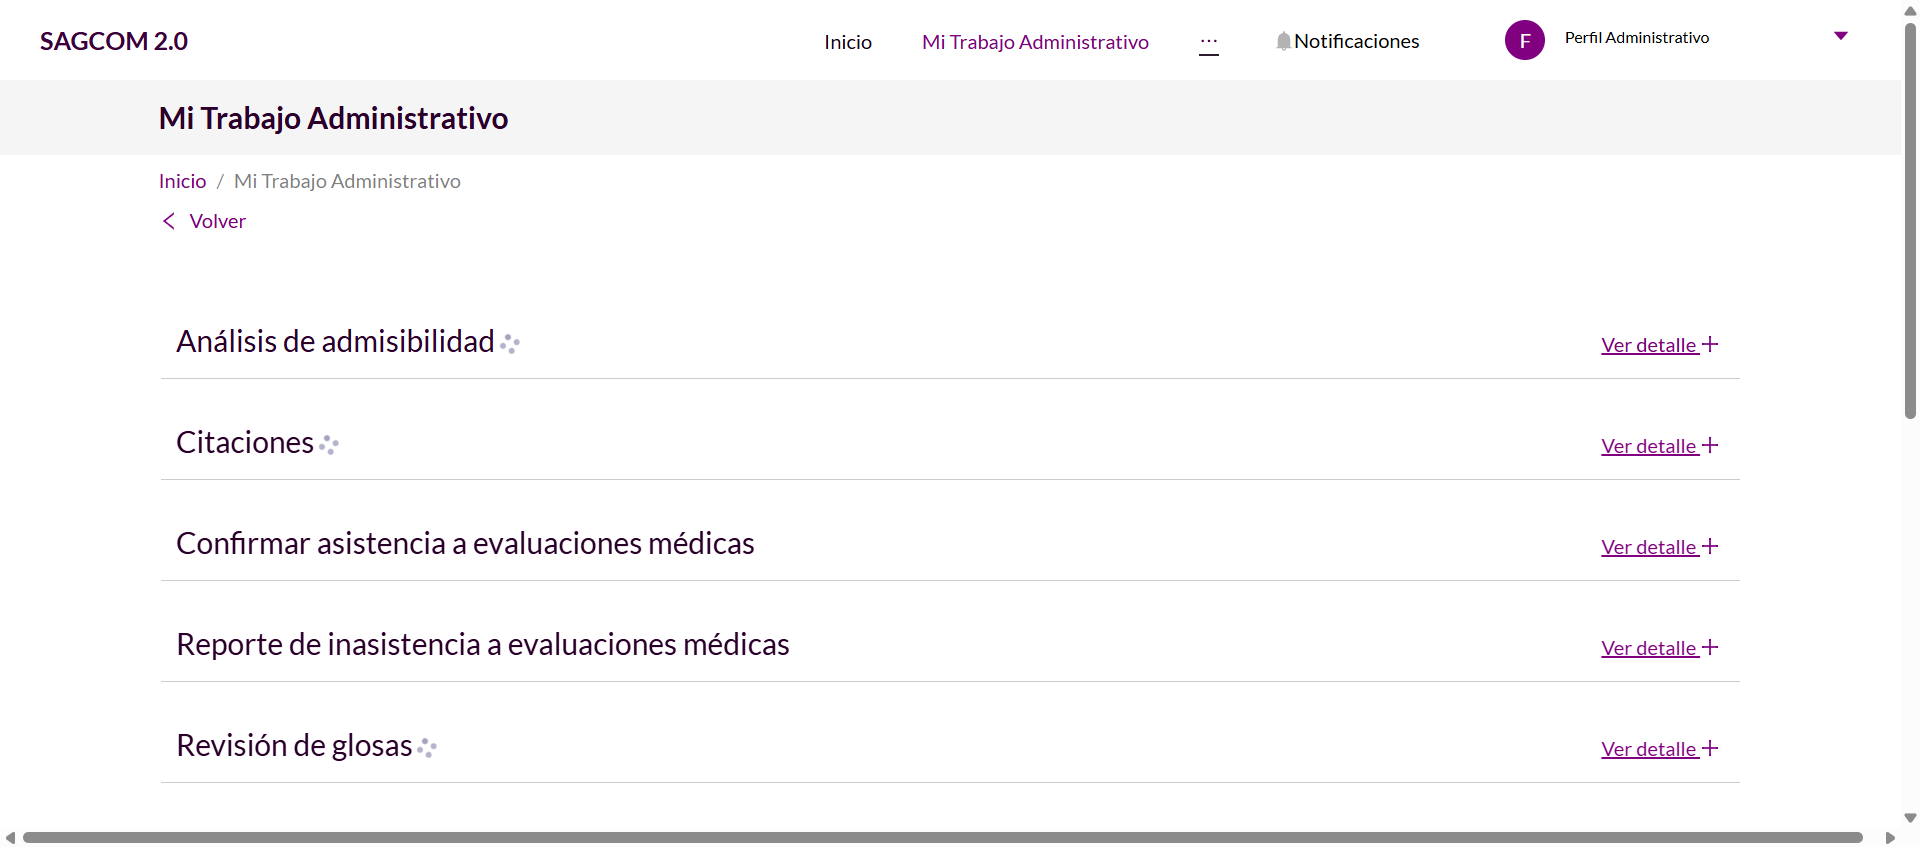 SAGCOM 2.0
Inicio
Mi Trabajo Administrativo
...
Notificaciones
F
Perfil Administrativo
Mi Trabajo Administrativo
Inicio / Mi Trabajo Administrativo
Volver
Análisis de admisibilidad
Ver detalle
Citaciones
Ver detalle
Confirmar asistencia a evaluaciones médicas
Ver detalle
Reporte de inasistencia a evaluaciones médicas
Ver detalle
Revisión de glosas
Ver detalle